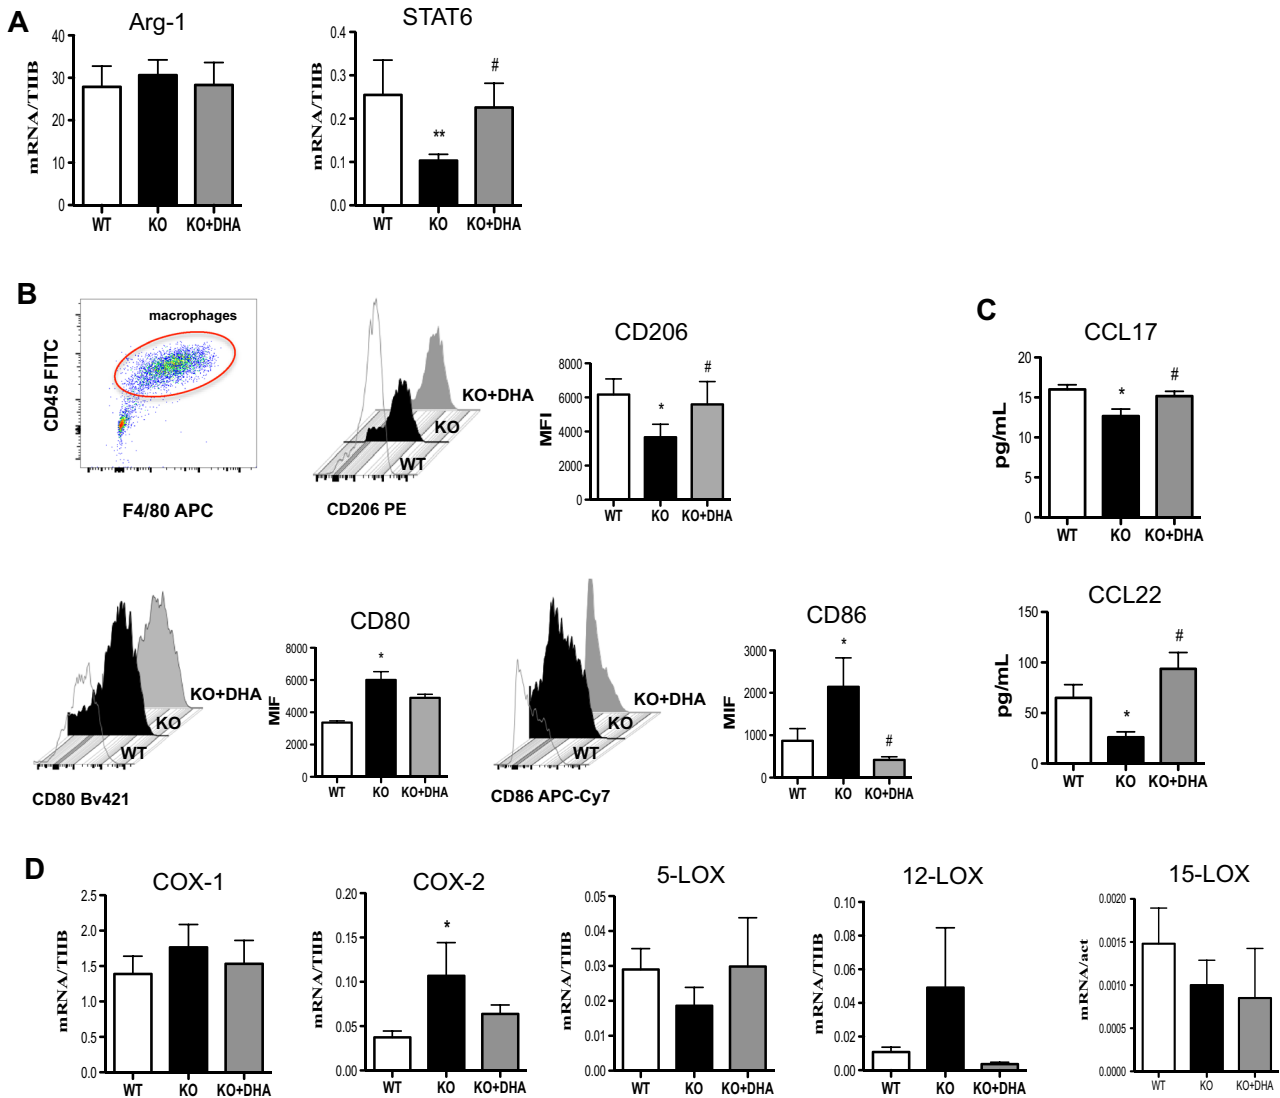 A
Arg-1
mRNA/TIIB
40
30
20
10
0
WT KO KO+DHA
STAT6
mRNA/TIIB
0.4
0.3
0.2
0.1
0.0
**
#
WT KO KO+DHA
B
macrophages
CD45 FITC
F4/80 APC
KO+DHA
KO
WT
CD206 PE
CD206
MFI
8000
6000
4000
2000
0
*
#
WT KO KO+DHA
C
CCL17
pg/mL
20
15
10
5
0
*
#
WT KO KO+DHA
KO+DHA
KO
WT
CD80 Bv421
CD80
MIF
8000
6000
4000
2000
0
*
WT KO KO+DHA
KO+DHA
KO
WT
CD86 APC-Cy7
CD86
MIF
3000
2000
1000
0
*
#
WT KO KO+DHA
CCL22
pg/mL
150
100
50
0
*
#
WT KO KO+DHA
D
COX-1
mRNA/TIIB
2.5
2.0
1.5
1.0
0.5
0.0
WT KO KO+DHA
COX-2
mRNA/TIIB
0.20
0.15
0.10
0.05
0.00
*
WT KO KO+DHA
5-LOX
mRNA/TIIB
0.05
0.04
0.03
0.02
0.01
0.00
WT KO KO+DHA
12-LOX
mRNA/TIIB
0.10
0.08
0.06
0.04
0.02
0.00
WT KO KO+DHA
15-LOX
mRNA/act
0.0020
0.0015
0.0010
0.0005
0.0000
WT KO KO+DHA